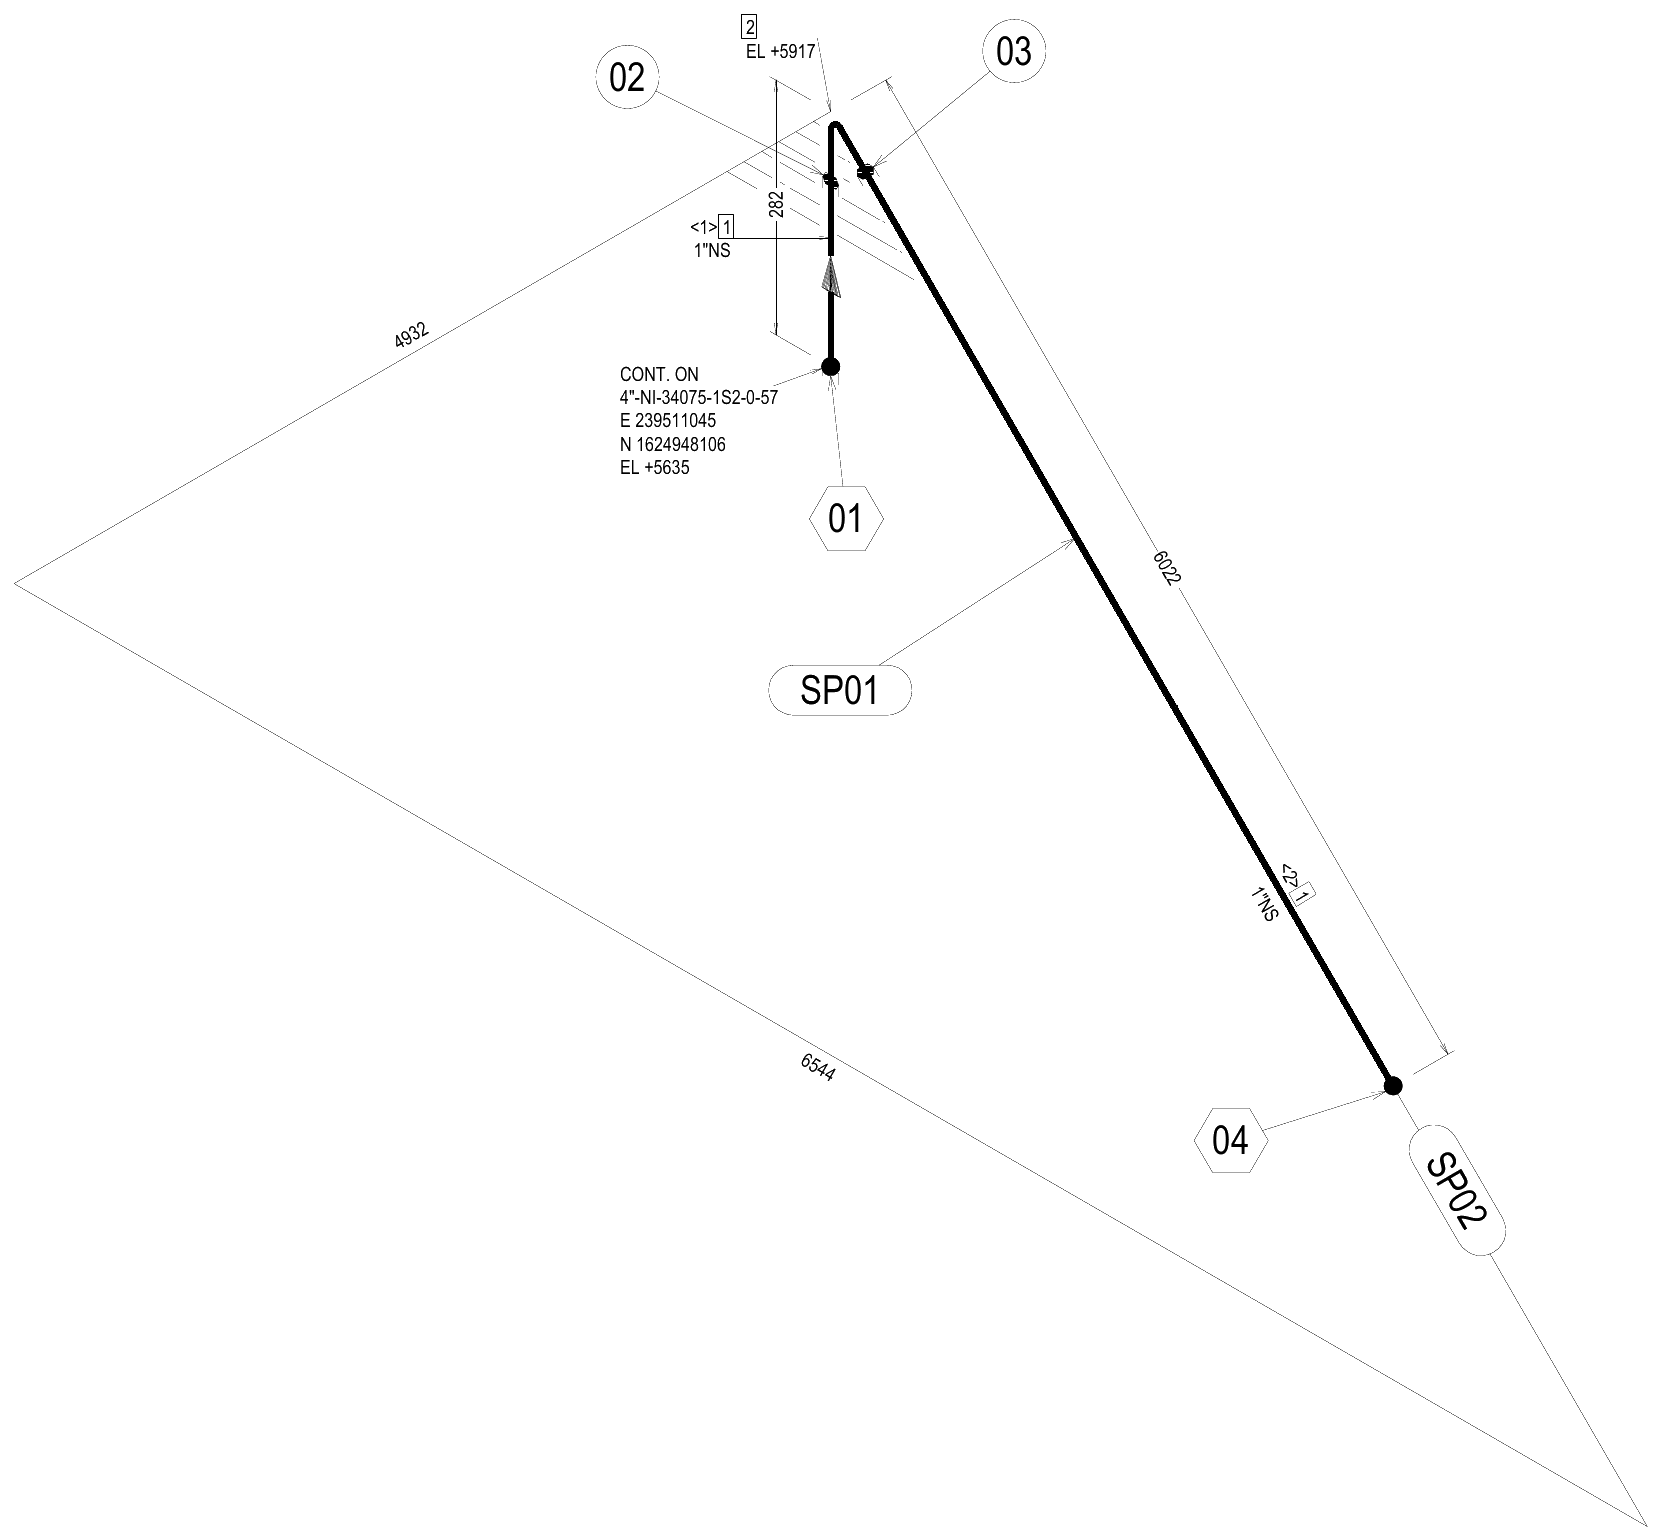 2
EL +5917
02
03
282
<1>1
1"NS
4932
CONT. ON
4"-NI-34075-1S2-0-57
E 239511045
N 1624948106
EL +5635
01
6022
SP01
<2>1
1"NS
6544
04
SP02